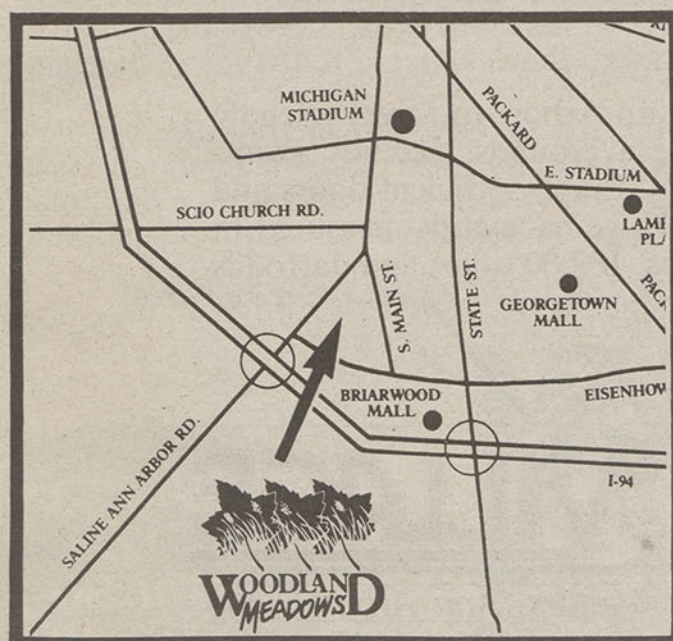 MICHIGAN
STADIUM
PACKARD
E. STADIUM
SCIO CHURCH RD.
S. MAIN ST.
STATE ST.
GEORGETOWN
MALL
BRIARWOOD
MALL
I-94
SALINE ANN ARBOR RD.
WOODLAND
MEADOWS